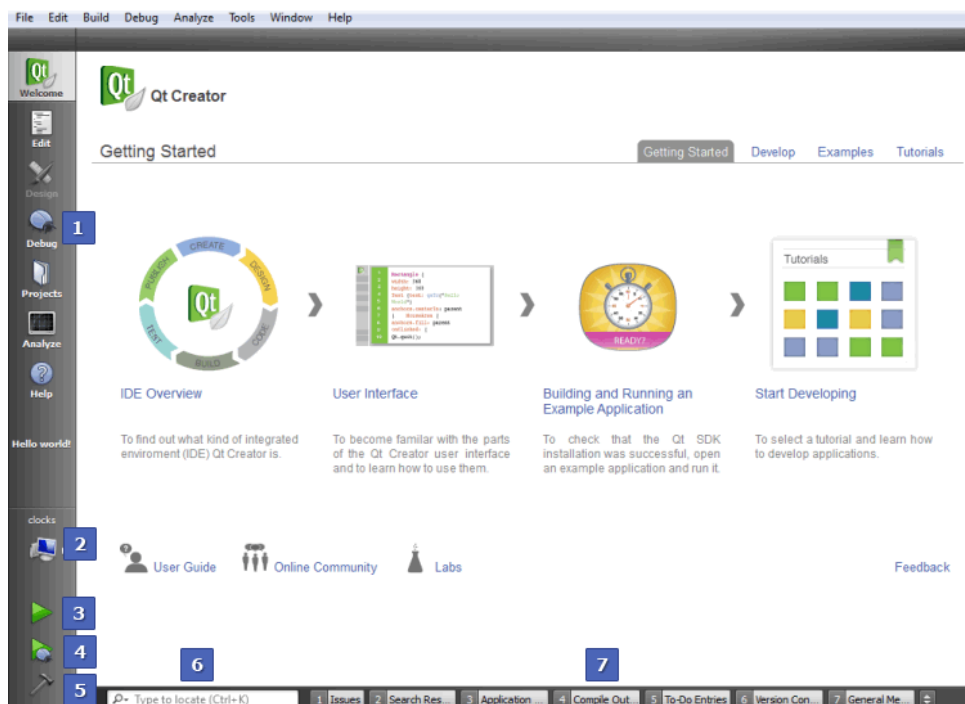 File Edit Build Debug Analyze Tools Window Help
Qt
Welcome
Qt Qt Creator
Edit
Getting Started
Getting Started Develop Examples Tutorials
Design
1
Debug
Projects
Analyze
Help
CREATE
DESIGN
CODE
BUILD
TEST
PUBLISH
Qt
READY?
Tutorials
IDE Overview
User Interface
Building and Running an
Example Application
Start Developing
To find out what kind of integrated
enviroment (IDE) Qt Creator is.
To become familar with the parts
of the Qt Creator user interface
and to learn how to use them.
To check that the Qt SDK
installation was successful, open
an example application and run it.
To select a tutorial and learn how
to develop applications.
Hello world!
clocks
2
User Guide Online Community Labs Feedback
3
4
5
6
7
Type to locate (Ctrl+K) 1 Issues 2 Search Res... 3 Application ... 4 Compile Out... 5 To-Do Entries 6 Version Con... 7 General Me...